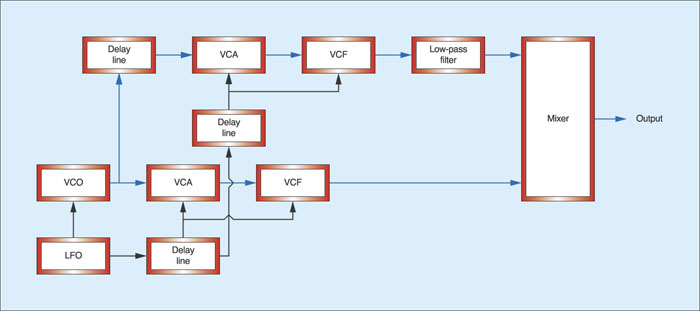 Delay
line
VCA
VCF
Low-pass
filter
Mixer
Output
Delay
line
VCO
VCA
VCF
LFO
Delay
line